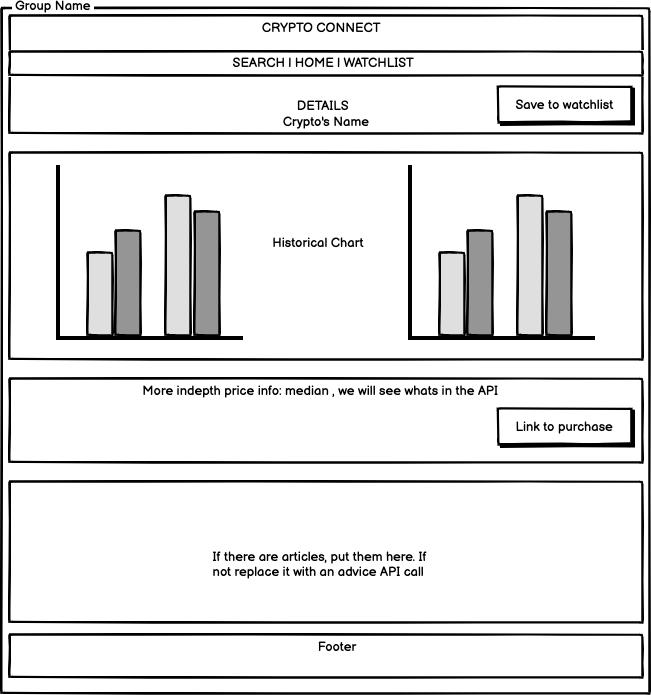 Group Name
CRYPTO CONNECT
SEARCH | HOME | WATCHLIST
DETAILS
Crypto's Name
Save to watchlist
Historical Chart
More indepth price info: median , we will see whats in the API
Link to purchase
If there are articles, put them here. If
not replace it with an advice API call
Footer